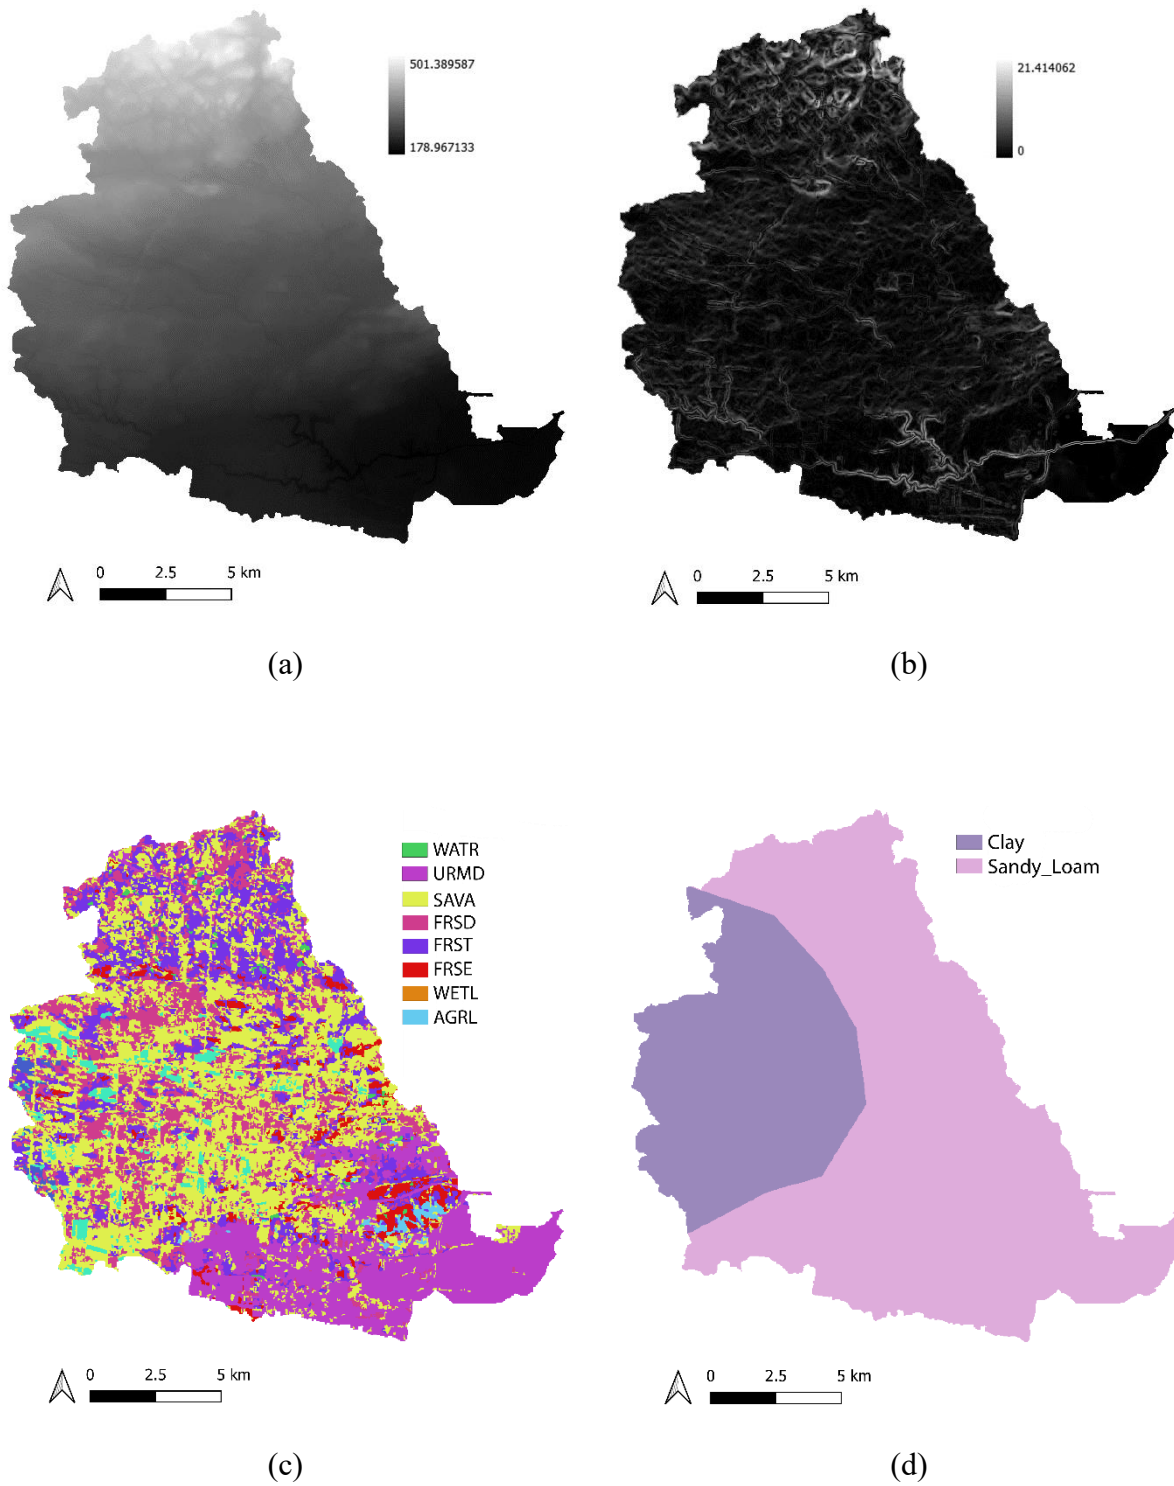 501.389587
178.967133
0 2.5 5 km
(a)
21.414062
0
0 2.5 5 km
(b)
WATR
URMD
SAVA
FRSD
FRST
FRSE
WETL
AGRL
0 2.5 5 km
(c)
Clay
Sandy_Loam
0 2.5 5 km
(d)